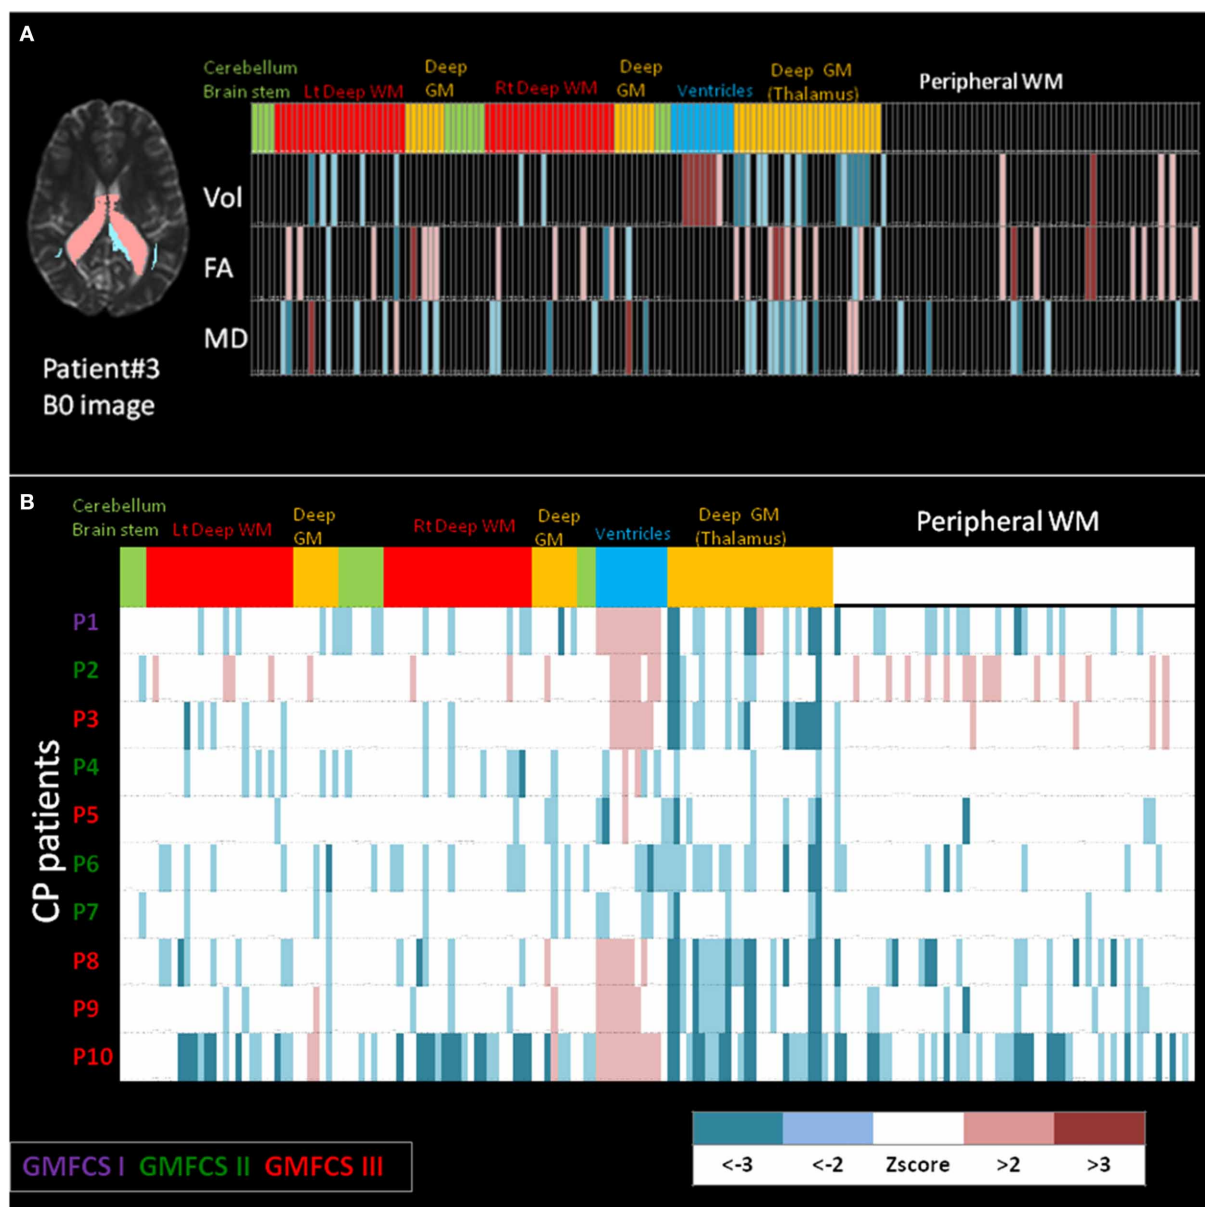 A
Cerebellum
Brain stem
Lt Deep WM
Deep
GM
Rt Deep WM
Deep
GM
Ventricles
Deep GM
(Thalamus)
Peripheral WM
Vol
FA
MD
Patient#3
B0 image
B
Cerebellum
Brain stem
Lt Deep WM
Deep
GM
Rt Deep WM
Deep
GM
Ventricles
Deep GM
(Thalamus)
Peripheral WM
CP patients
P1
P2
P3
P4
P5
P6
P7
P8
P9
P10
GMFCS I GMFCS II GMFCS III
<-3 <-2 Zscore >2 >3